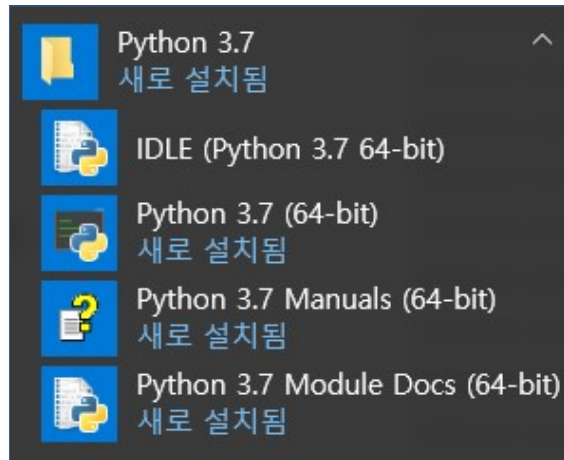 Python 3.7
새로 설치됨
IDLE (Python 3.7 64-bit)
Python 3.7 (64-bit)
새로 설치됨
Python 3.7 Manuals (64-bit)
새로 설치됨
Python 3.7 Module Docs (64-bit)
새로 설치됨